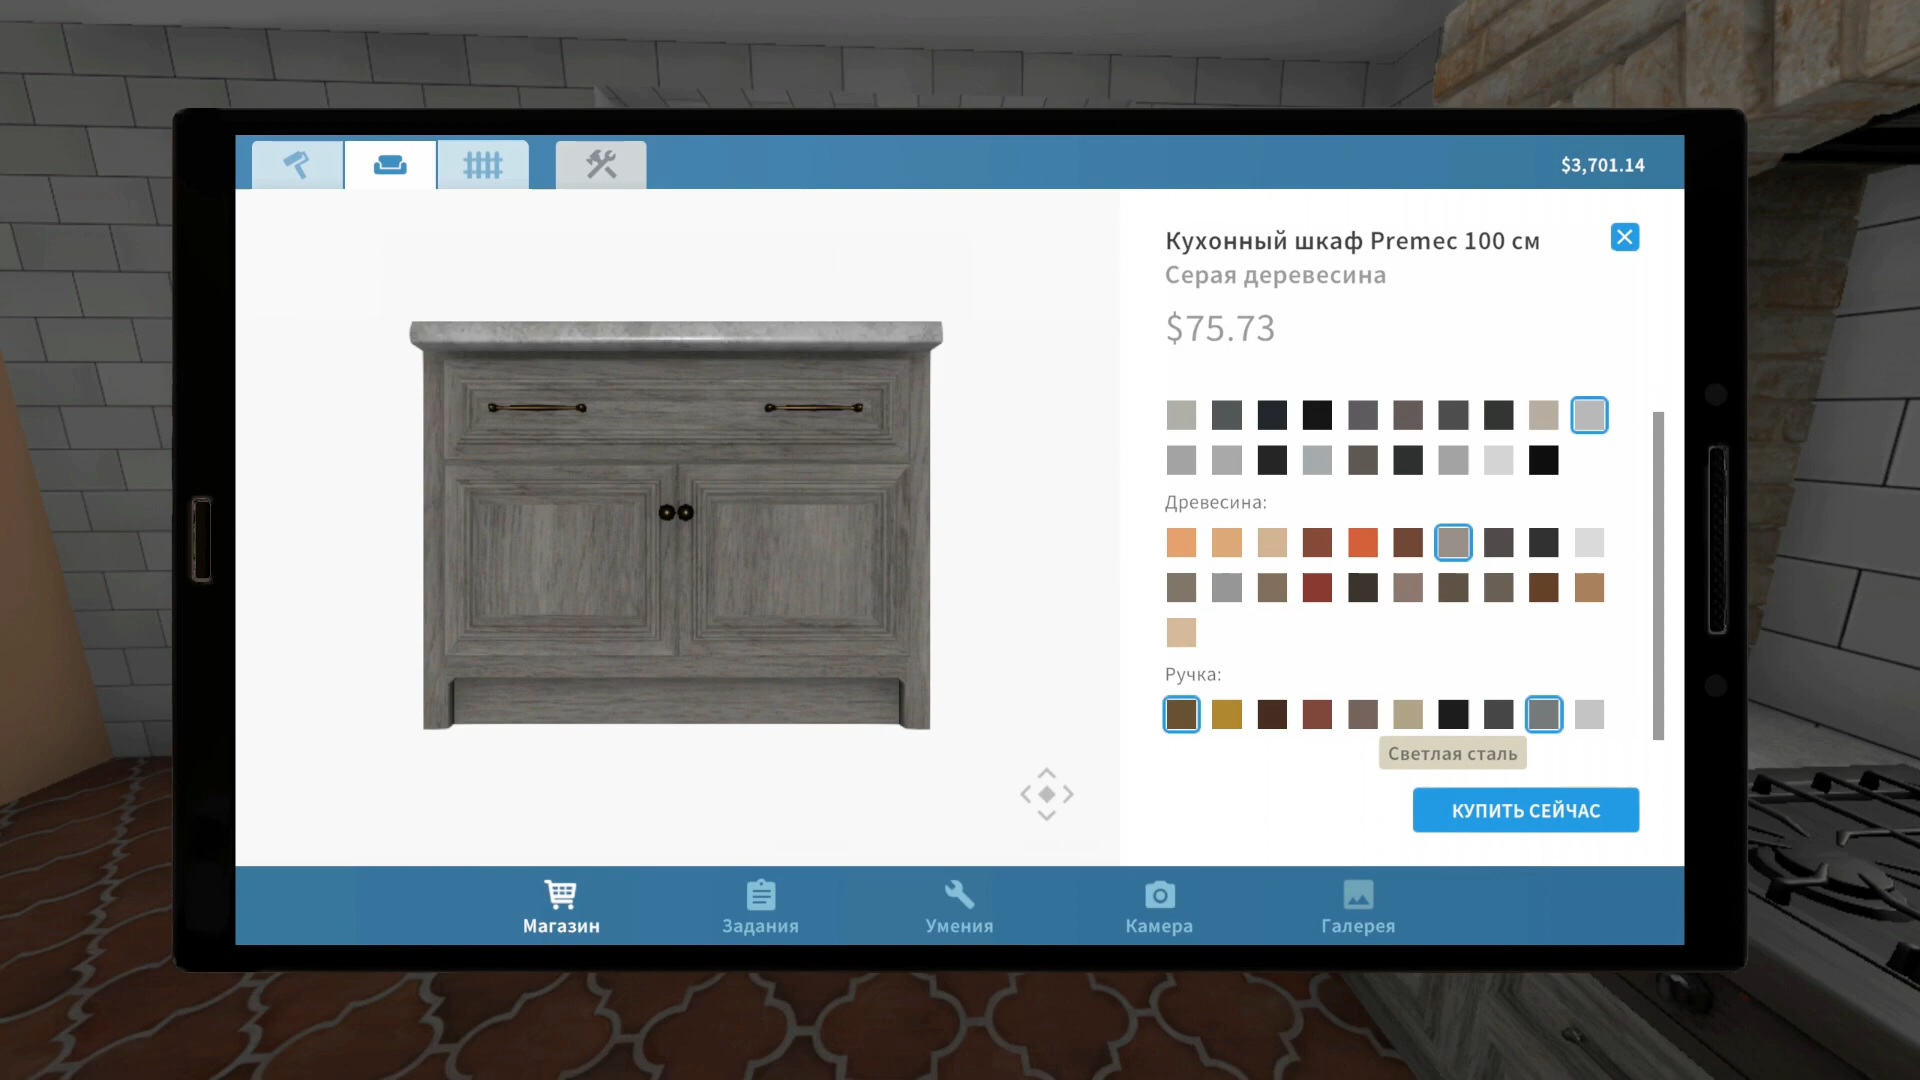 $3,701.14
Кухонный шкаф Premec 100 см
Серая деревесина
$75.73
Древесина:
Ручка:
Светлая сталь
КУПИТЬ СЕЙЧАС
Магазин
Задания
Умения
Камера
Галерея